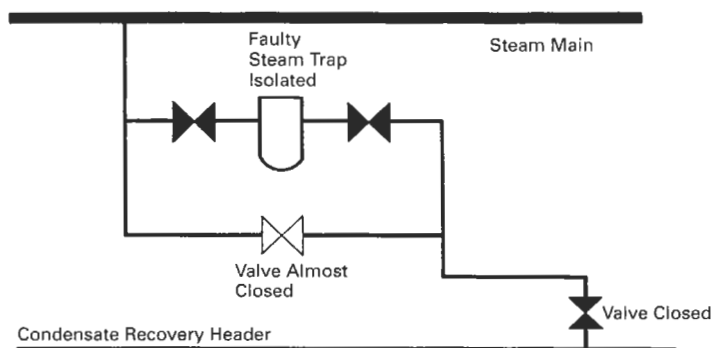 Faulty
Steam Trap
Isolated
Steam Main
Valve Almost
Closed
Valve Closed
Condensate Recovery Header